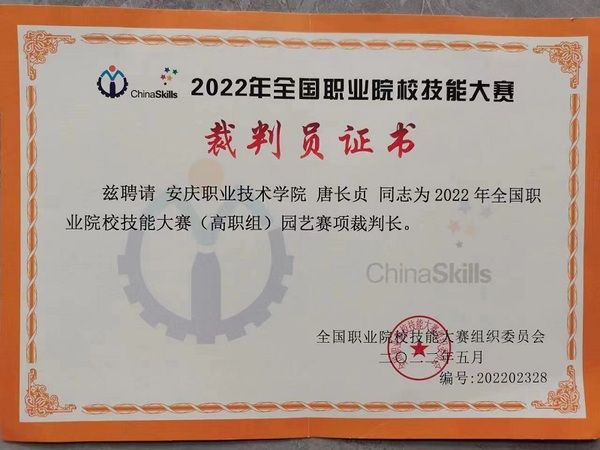 ChinaSkills
2022年全国职业院校技能大赛
裁判员证书
兹聘请 安庆职业技术学院 唐长贞 同志为2022年全国职
业院校技能大赛（高职组）园艺赛项裁判长。
ChinaSkills
全国职业院校技能大赛组织委员会
二〇二二年五月
编号:202202328